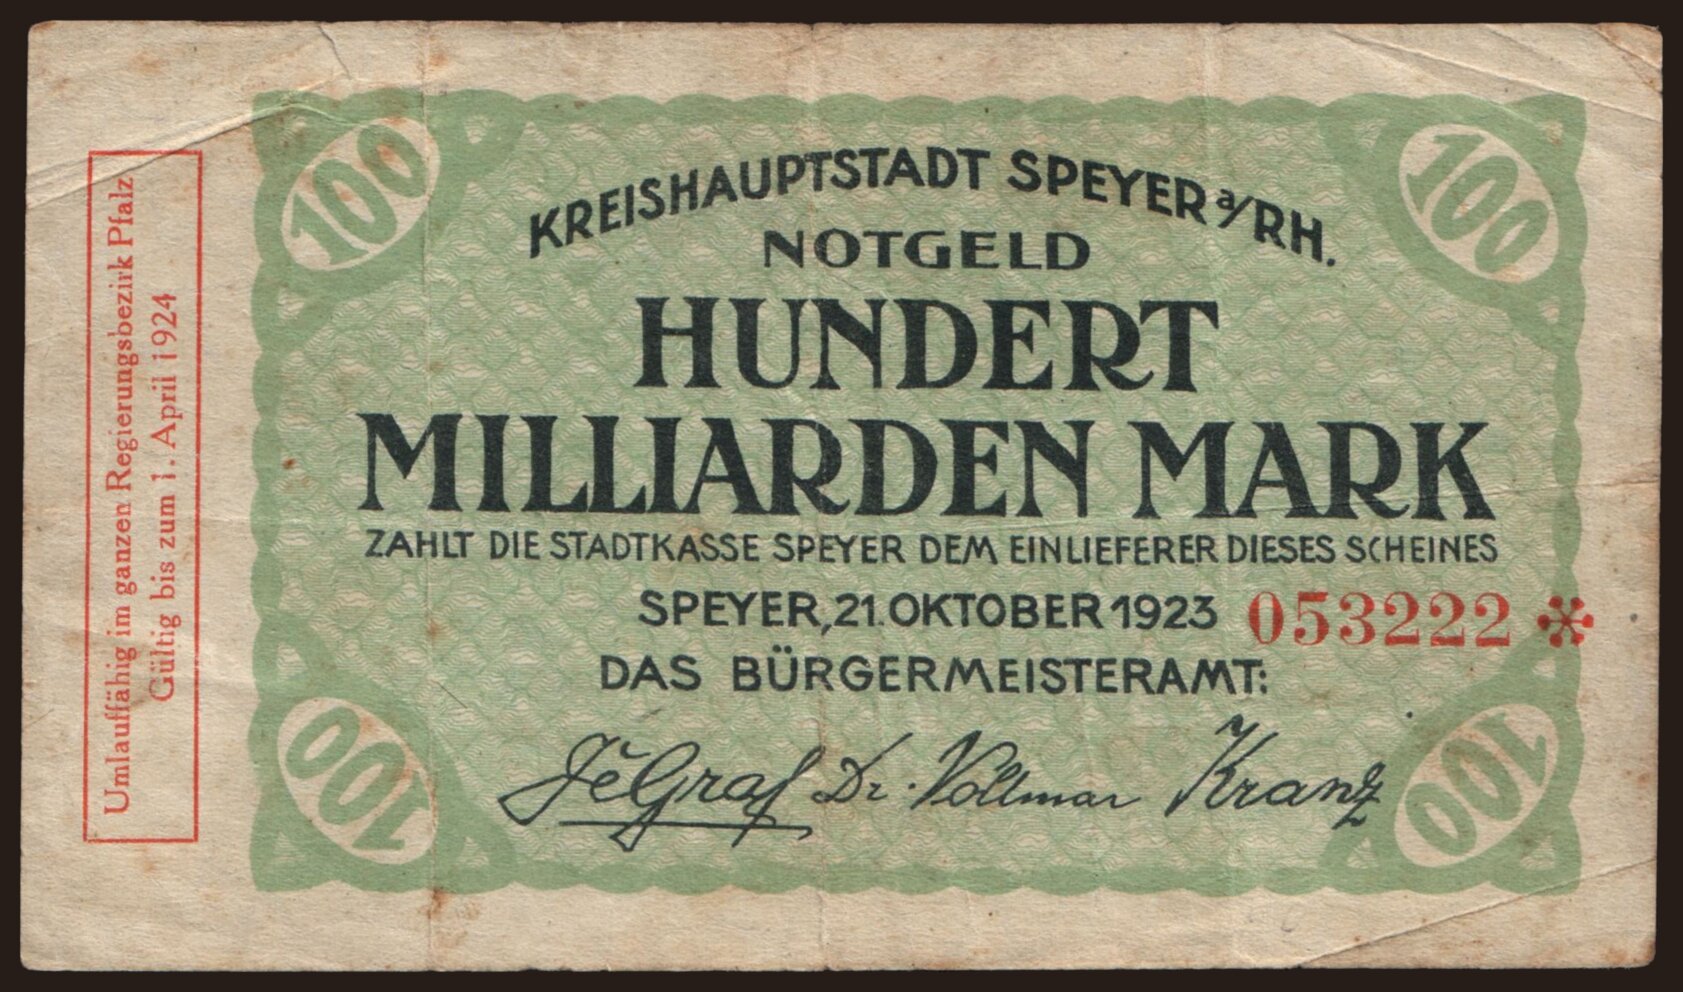 100
100
KREISHAUPTSTADT SPEYER a/RH.
NOTGELD
HUNDERT
MILLIARDEN MARK
ZAHLT DIE STADTKASSE SPEYER DEM EINLIEFERER DIESES SCHEINES
SPEYER, 21. OKTOBER 1923
053222 *
DAS BÜRGERMEISTERAMT:
Dr. Vollmar
Kranz
100
100
Umlauffähig im ganzen Regierungsbezirk Pfalz
Gültig bis zum 1. April 1924